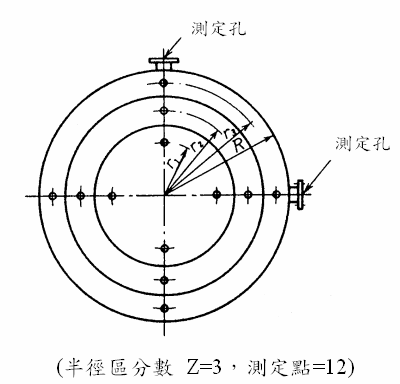 測定孔
測定孔
r₁
r₂
r₃
R
(半徑區分數 Z=3，測定點=12)